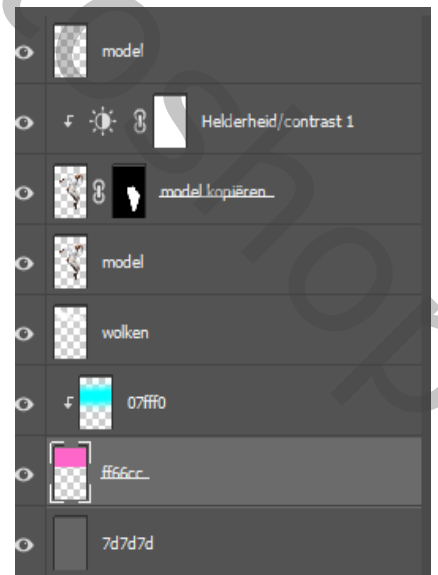 model
Helderheid/contrast 1
model kopiëren
model
wolken
07fff0
ff66cc
7d7d7d